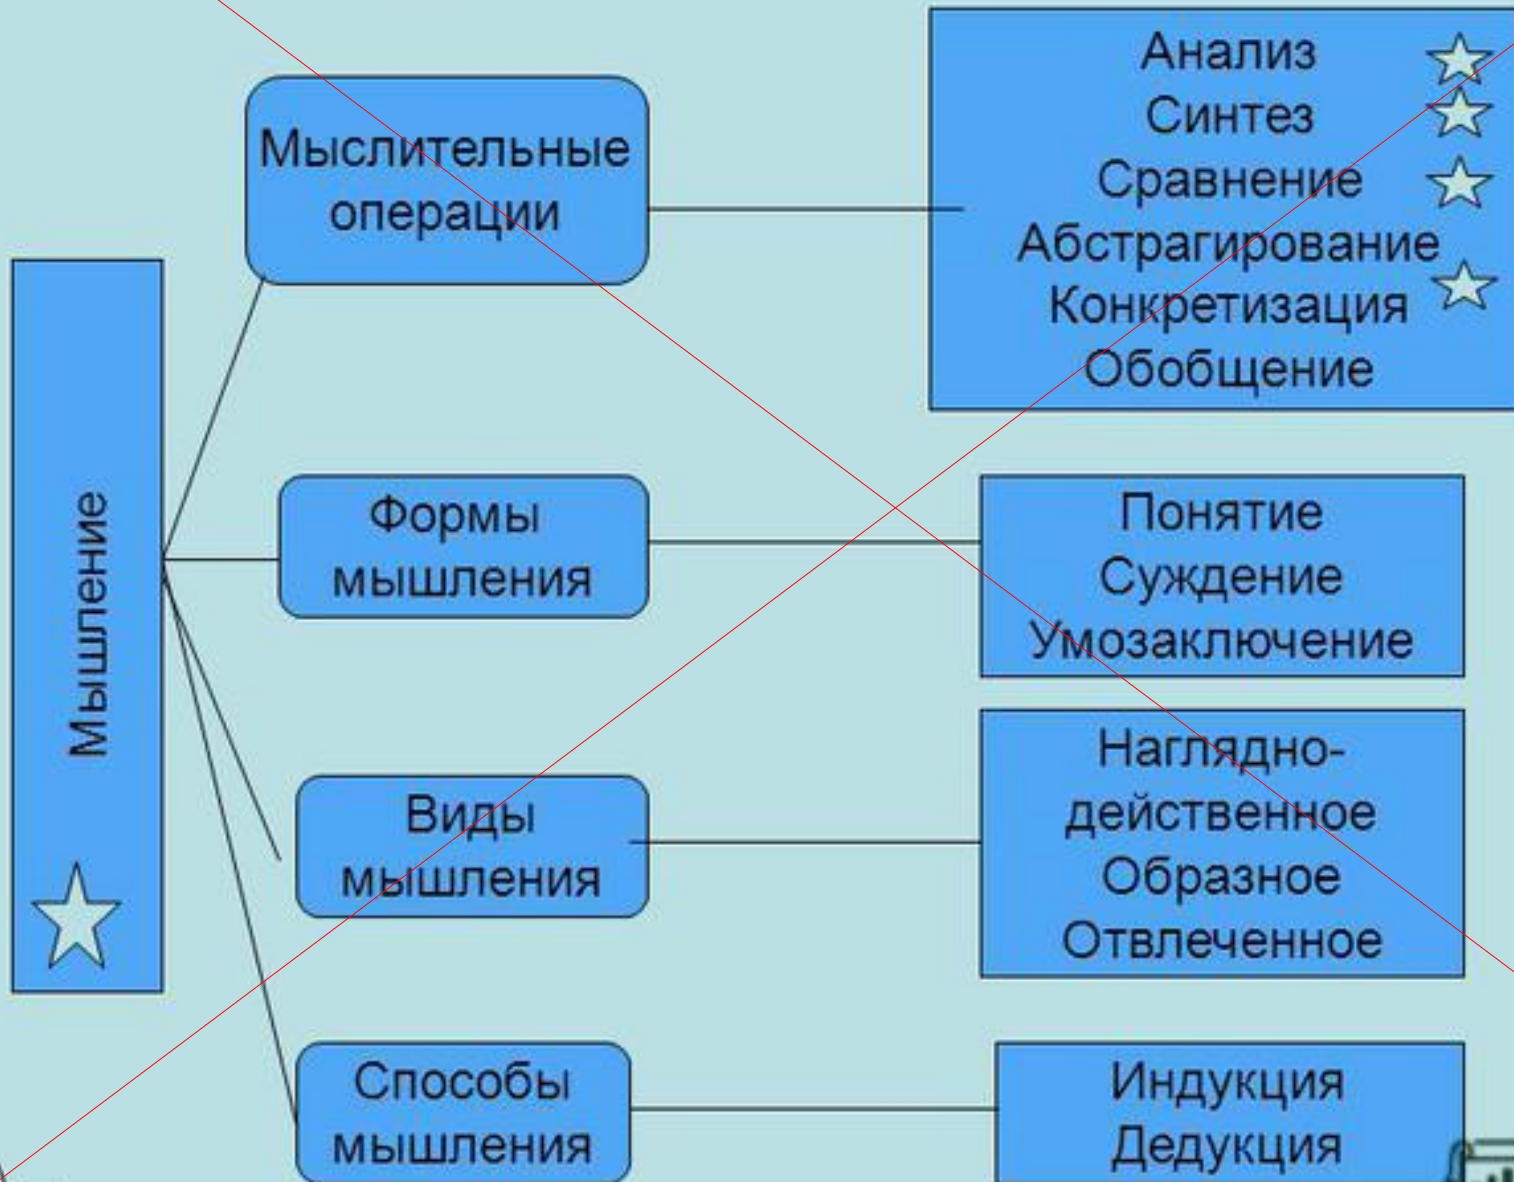 Мышление
Мыслительные
операции
Анализ
Синтез
Сравнение
Абстрагирование
Конкретизация
Обобщение
Формы
мышления
Понятие
Суждение
Умозаключение
Виды
мышления
Наглядно-
действенное
Образное
Отвлеченное
Способы
мышления
Индукция
Дедукция